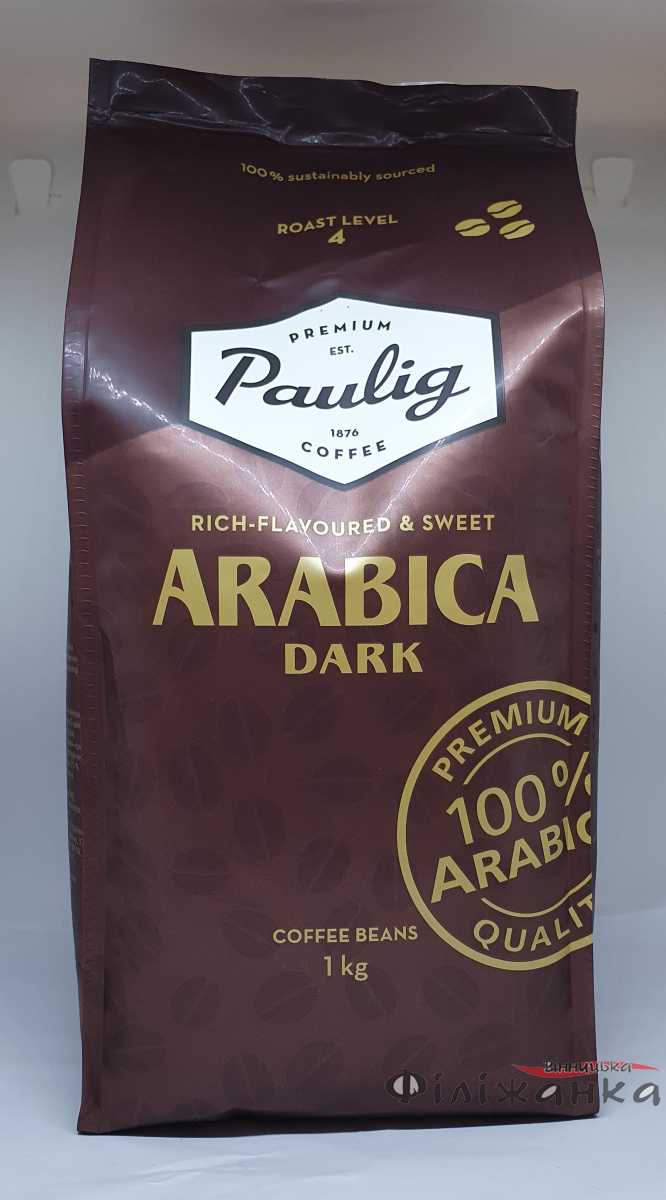 100% sustainably sourced
ROAST LEVEL
4
PREMIUM
EST.
Paulig
1876
COFFEE
RICH-FLAVOURED & SWEET
ARABICA
DARK
PREMIUM
100%
ARABIC
QUALIT
COFFEE BEANS
1 kg
Вінницька
Філіжанка